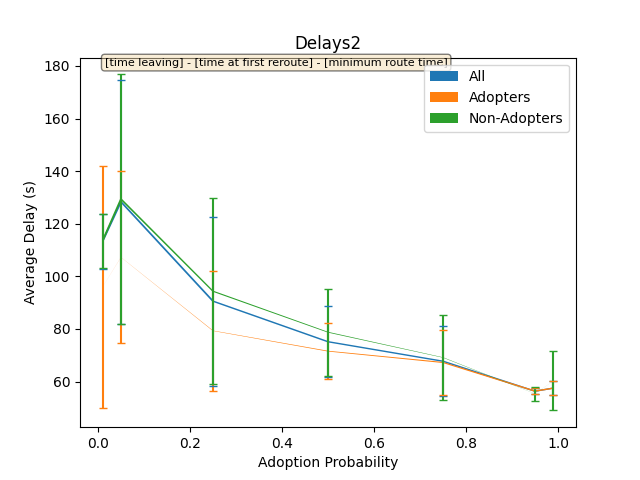 Delays2
[time leaving] - [time at first reroute] - [minimum route time]
All
Adopters
Non-Adopters
180
160
140
120
100
80
60
Average Delay (s)
0.0
0.2
0.4
0.6
0.8
1.0
Adoption Probability